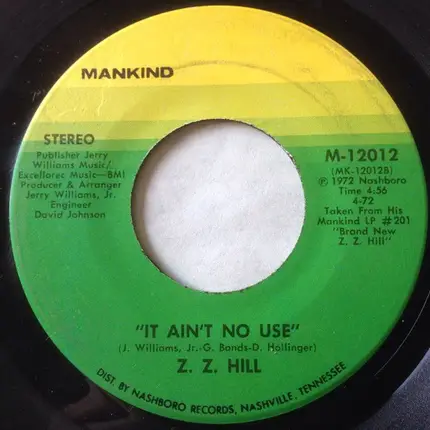 MANKIND
STEREO
Publisher Jerry
Williams Music/
Excellorec Music—BMI
Producer & Arranger
Jerry Williams, Jr.
Engineer
David Johnson
M-12012
(MK-12012B)
℗ 1972 Nashboro
Time 4:56
4-72
Taken From His
Mankind LP #201
"Brand New
Z. Z. Hill"
"IT AIN'T NO USE"
(J. Williams, Jr.-G. Bonds-D. Hollinger)
Z. Z. HILL
DIST. BY NASHBORO RECORDS, NASHVILLE, TENNESSEE